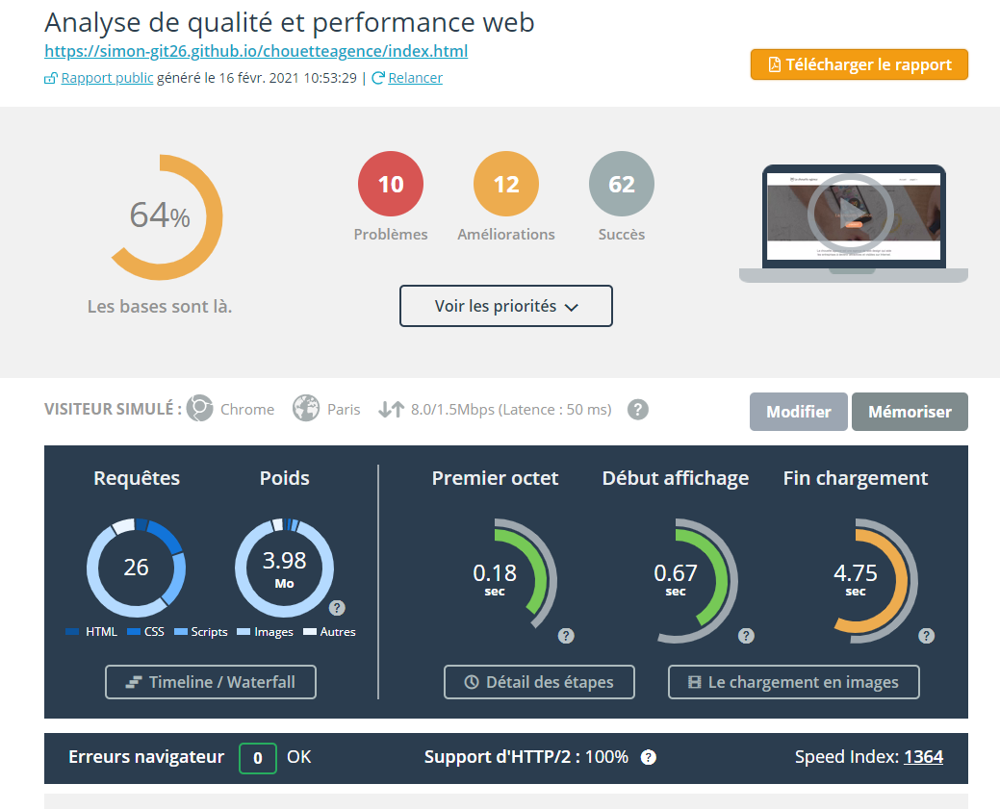 Analyse de qualité et performance web
https://simon-git26.github.io/chouetteagence/index.html
Rapport public généré le 16 févr. 2021 10:53:29 | Relancer
Télécharger le rapport
64%
Les bases sont là.
10
Problèmes
12
Améliorations
62
Succès
Voir les priorités
VISITEUR SIMULÉ : Chrome Paris 8.0/1.5Mbps (Latence : 50 ms) ?
Modifier
Mémoriser
Requêtes
Poids
26
3.98
Mo
?
HTML CSS Scripts Images Autres
Timeline / Waterfall
Premier octet
Début affichage
Fin chargement
0.18
sec
?
0.67
sec
?
4.75
sec
?
Détail des étapes
Le chargement en images
Erreurs navigateur 0 OK
Support d'HTTP/2 : 100% ?
Speed Index: 1364